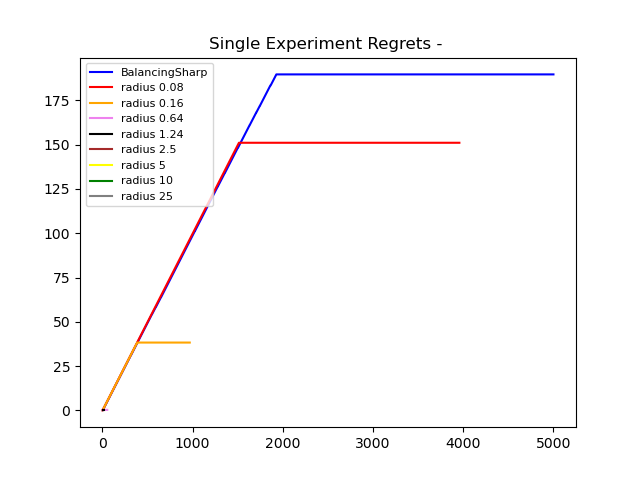 Single Experiment Regrets -
BalancingSharp
radius 0.08
radius 0.16
radius 0.64
radius 1.24
radius 2.5
radius 5
radius 10
radius 25
175
150
125
100
75
50
25
0
0 1000 2000 3000 4000 5000